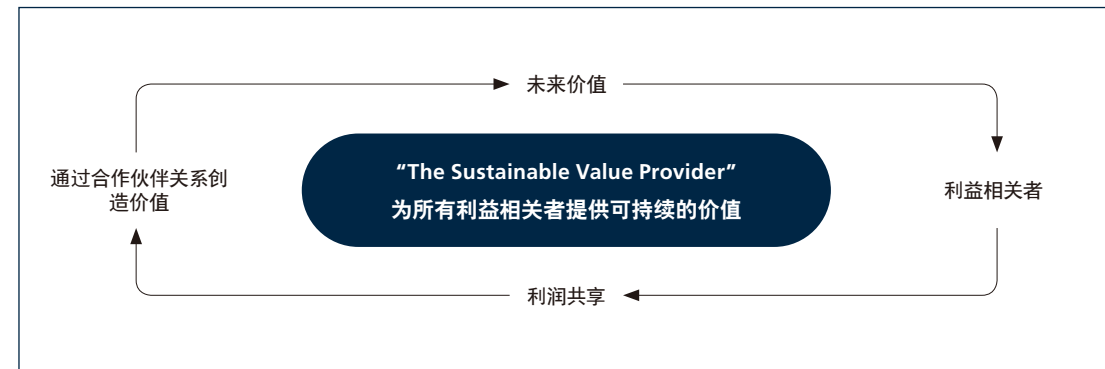 未来价值
“The Sustainable Value Provider”
为所有利益相关者提供可持续的价值
通过合作伙伴关系创
造价值
利益相关者
利润共享